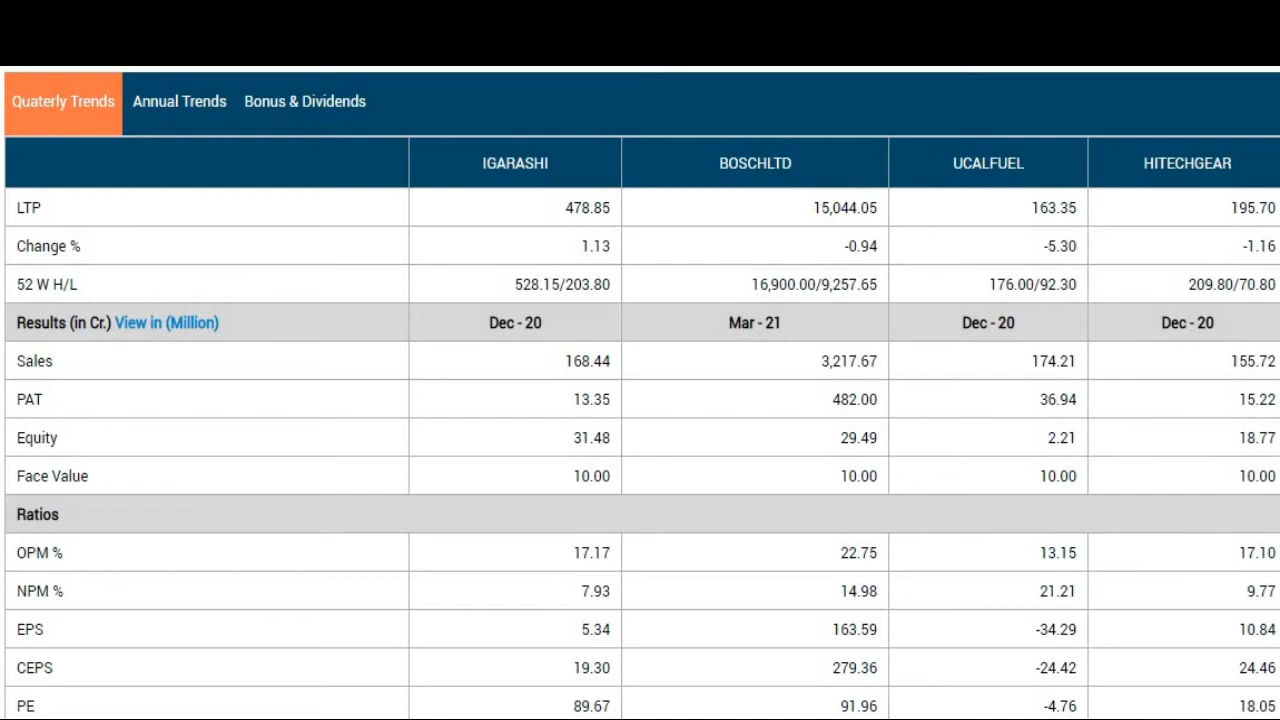 Quaterly Trends Annual Trends Bonus & Dividends
IGARASHI BOSCHLTD UCALFUEL HITECHGEAR
LTP 478.85 15,044.05 163.35 195.70
Change % 1.13 -0.94 -5.30 -1.16
52 W H/L 528.15/203.80 16,900.00/9,257.65 176.00/92.30 209.80/70.80
Results (in Cr.) View in (Million) Dec - 20 Mar - 21 Dec - 20 Dec - 20
Sales 168.44 3,217.67 174.21 155.72
PAT 13.35 482.00 36.94 15.22
Equity 31.48 29.49 2.21 18.77
Face Value 10.00 10.00 10.00 10.00
Ratios
OPM % 17.17 22.75 13.15 17.10
NPM % 7.93 14.98 21.21 9.77
EPS 5.34 163.59 -34.29 10.84
CEPS 19.30 279.36 -24.42 24.46
PE 89.67 91.96 -4.76 18.05